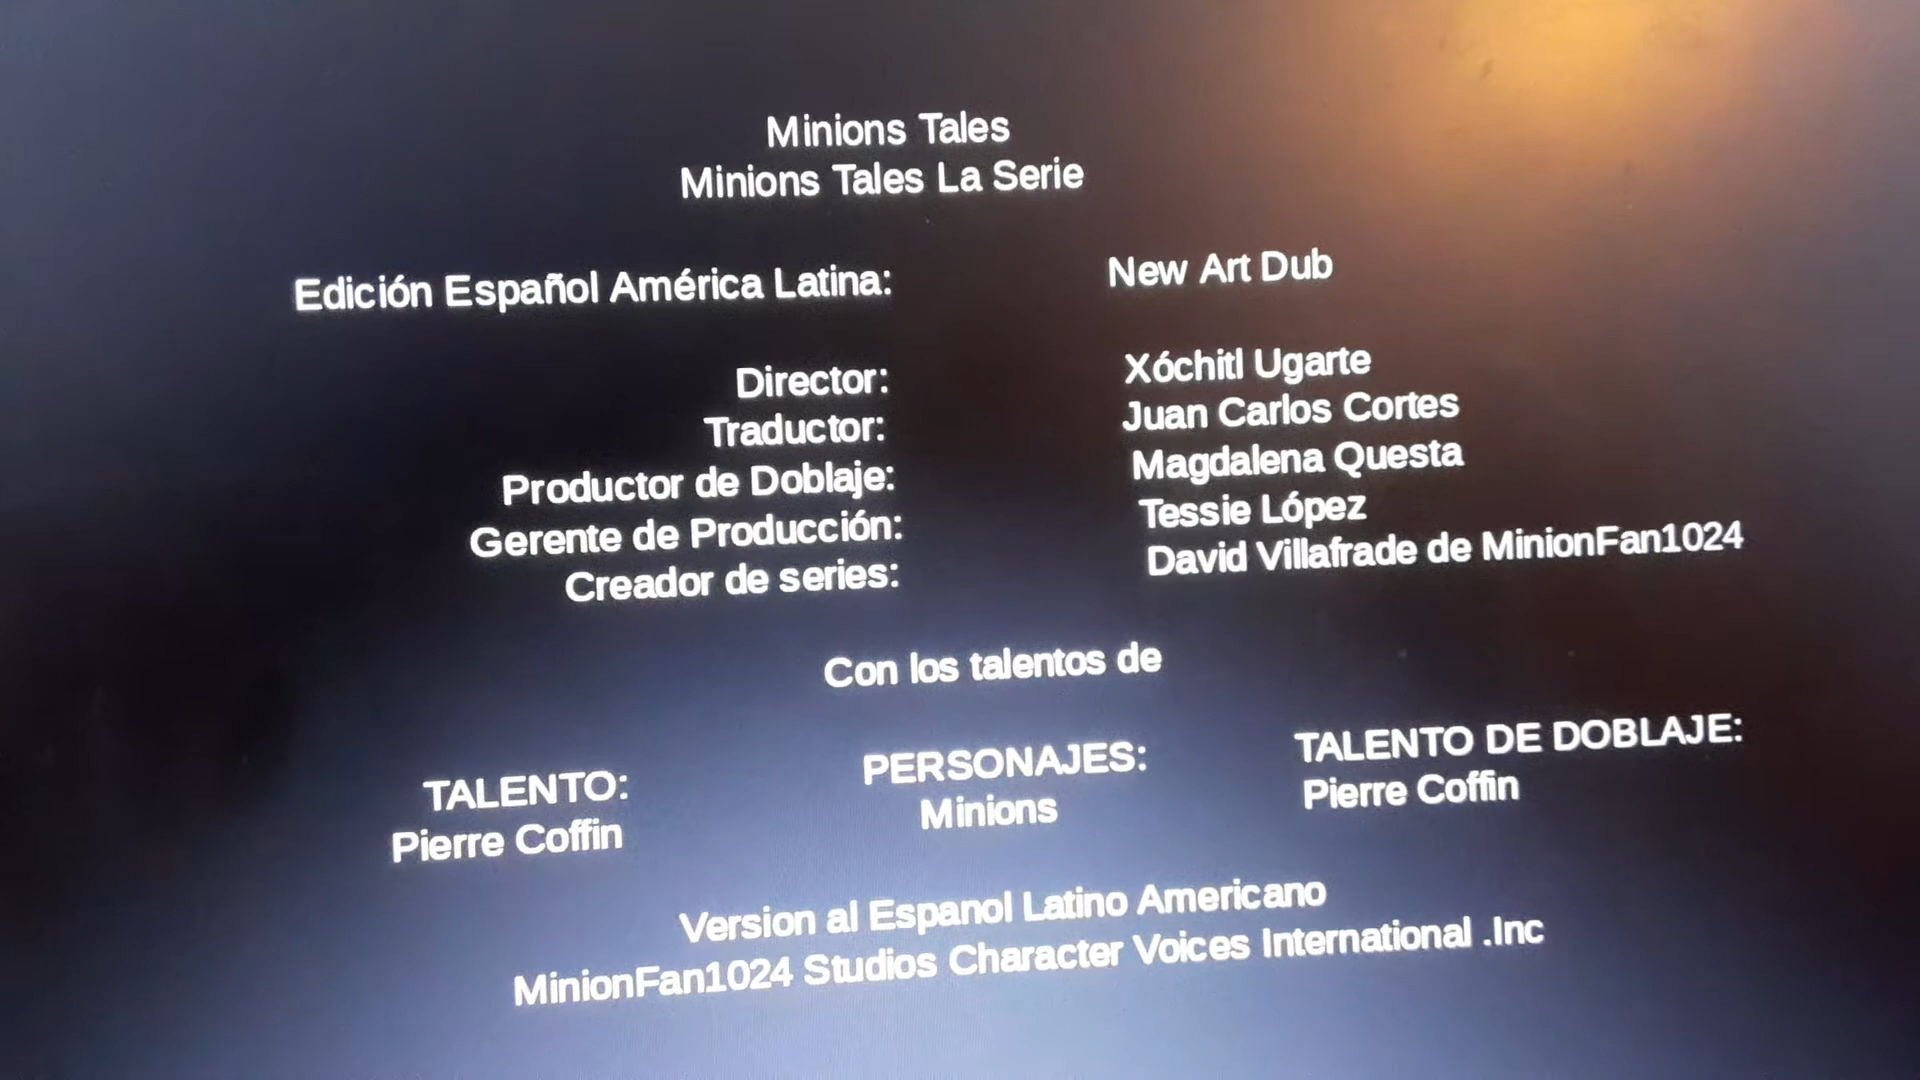 Minions Tales
Minions Tales La Serie
Edición Español América Latina: New Art Dub
Director: Xóchitl Ugarte
Traductor: Juan Carlos Cortes
Productor de Doblaje: Magdalena Questa
Gerente de Producción: Tessie López
Creador de series: David Villafrade de MinionFan1024
Con los talentos de
TALENTO: PERSONAJES: TALENTO DE DOBLAJE:
Pierre Coffin Minions Pierre Coffin
Version al Espanol Latino Americano
MinionFan1024 Studios Character Voices International .Inc